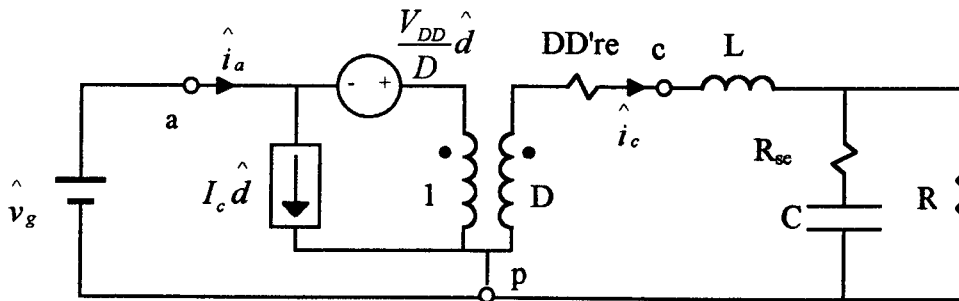 î_a
V_DD/D d̂
DD're
c
L
a
- +
î_c
R_se
v̂_g
I_c d̂
1
D
C
R
p